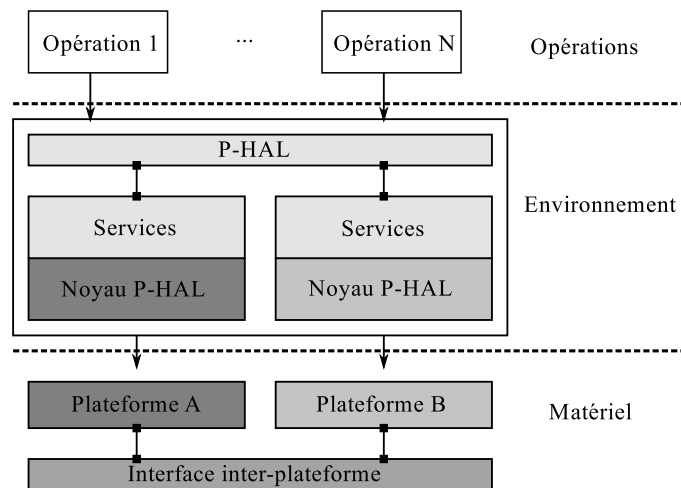 Opération 1
...
Opération N
Opérations
P-HAL
Environnement
Services
Services
Noyau P-HAL
Noyau P-HAL
Plateforme A
Plateforme B
Matériel
Interface inter-plateforme